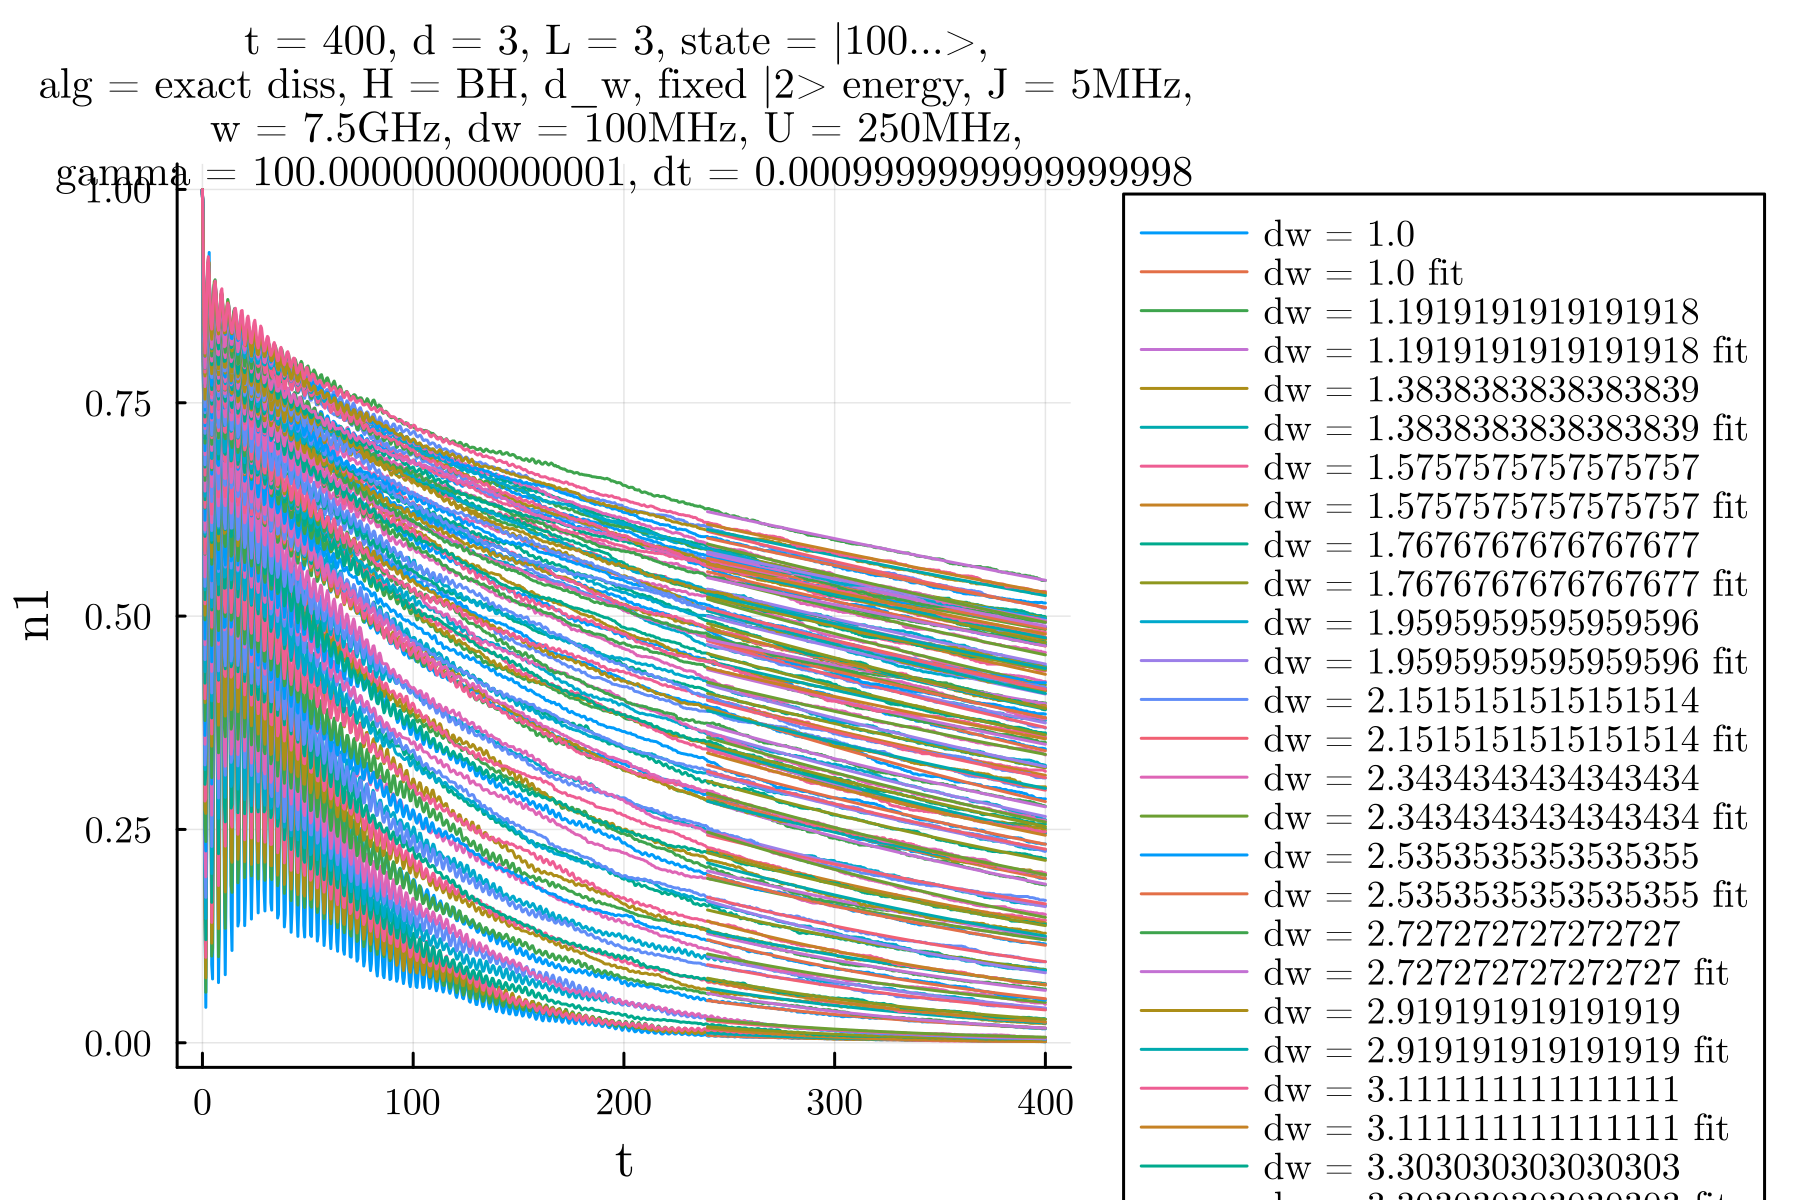 t = 400, d = 3, L = 3, state = |100...>,
alg = exact diss, H = BH, d_w, fixed |2> energy, J = 5MHz,
w = 7.5GHz, dw = 100MHz, U = 250MHz,
gamma = 100.00000000000001, dt = 0.0009999999999999998
1.00
0.75
0.50
0.25
0.00
n1
0 100 200 300 400
t
dw = 1.0
dw = 1.0 fit
dw = 1.1919191919191918
dw = 1.1919191919191918 fit
dw = 1.3838383838383839
dw = 1.3838383838383839 fit
dw = 1.5757575757575757
dw = 1.5757575757575757 fit
dw = 1.7676767676767677
dw = 1.7676767676767677 fit
dw = 1.9595959595959596
dw = 1.9595959595959596 fit
dw = 2.1515151515151514
dw = 2.1515151515151514 fit
dw = 2.3434343434343434
dw = 2.3434343434343434 fit
dw = 2.5353535353535355
dw = 2.5353535353535355 fit
dw = 2.727272727272727
dw = 2.727272727272727 fit
dw = 2.919191919191919
dw = 2.919191919191919 fit
dw = 3.111111111111111
dw = 3.111111111111111 fit
dw = 3.303030303030303